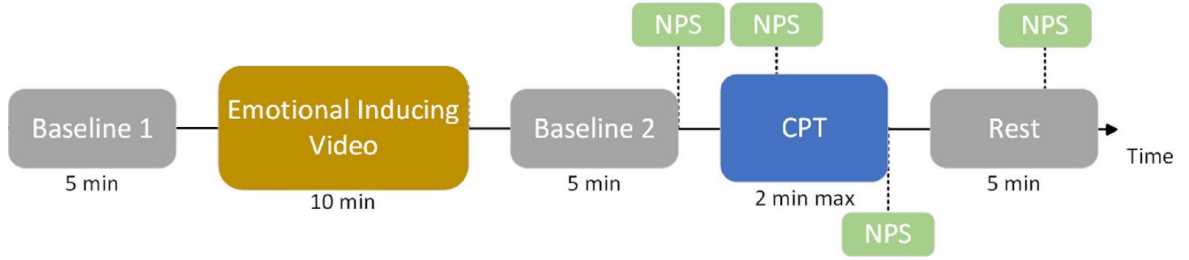 NPS
NPS
NPS
Baseline 1
Emotional Inducing
Video
Baseline 2
CPT
Rest
Time
5 min
10 min
5 min
2 min max
5 min
NPS